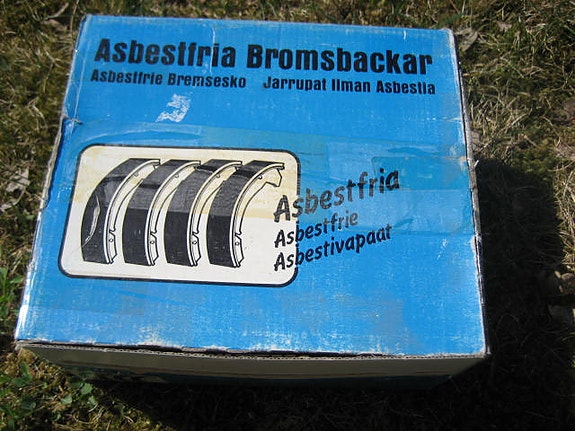 Asbestfria Bromsbackar
Asbestfrie Bremsesko Jarrupat Ilman Asbestia
Asbestfria
Asbestfrie
Asbestivapaat